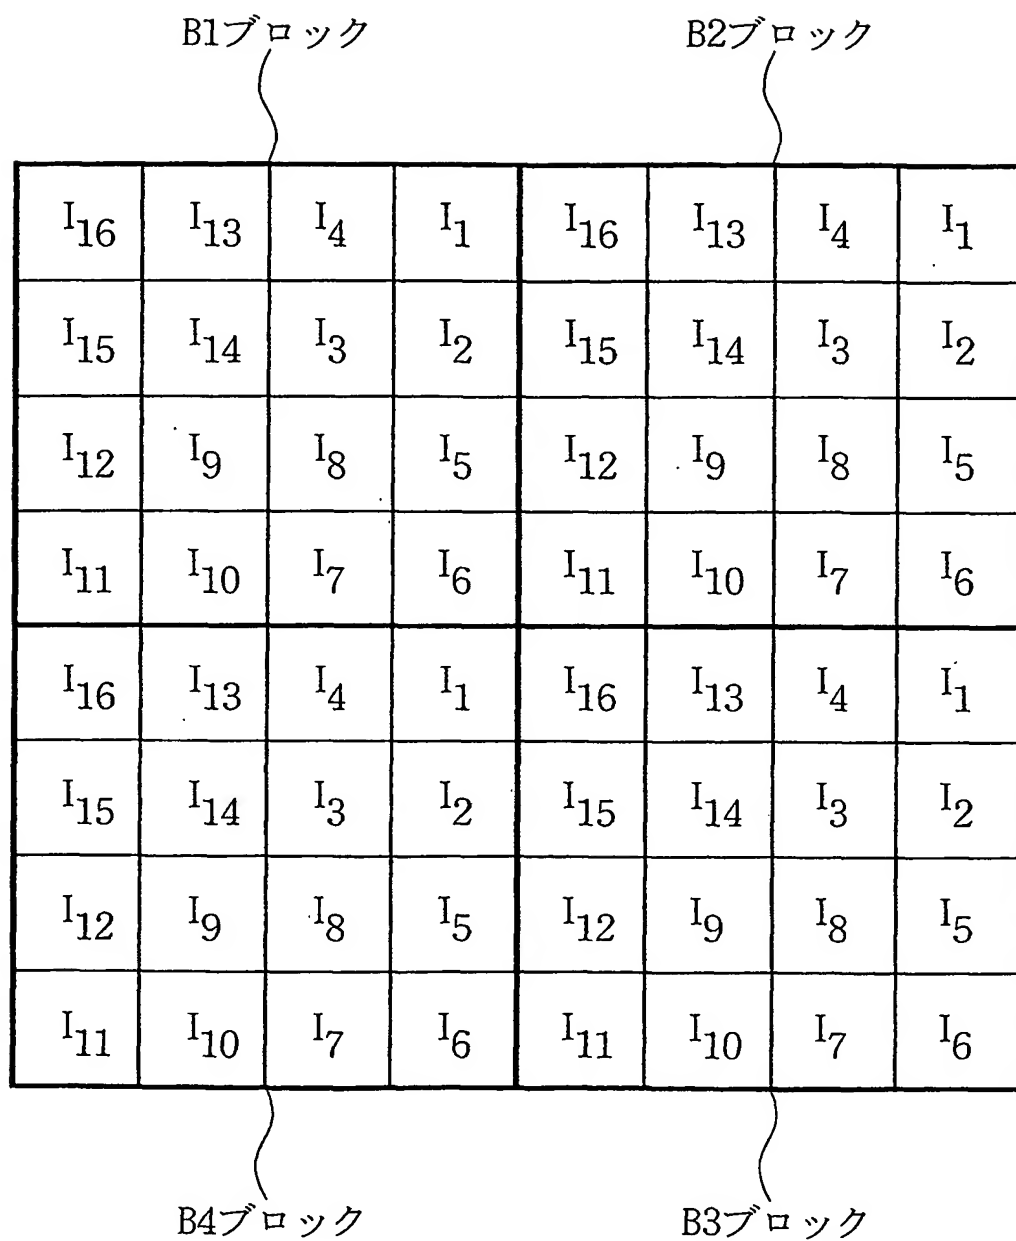 B1ブロック B2ブロック
I16 I13 I4 I1 I16 I13 I4 I1
I15 I14 I3 I2 I15 I14 I3 I2
I12 I9 I8 I5 I12 I9 I8 I5
I11 I10 I7 I6 I11 I10 I7 I6
I16 I13 I4 I1 I16 I13 I4 I1
I15 I14 I3 I2 I15 I14 I3 I2
I12 I9 I8 I5 I12 I9 I8 I5
I11 I10 I7 I6 I11 I10 I7 I6
B4ブロック B3ブロック